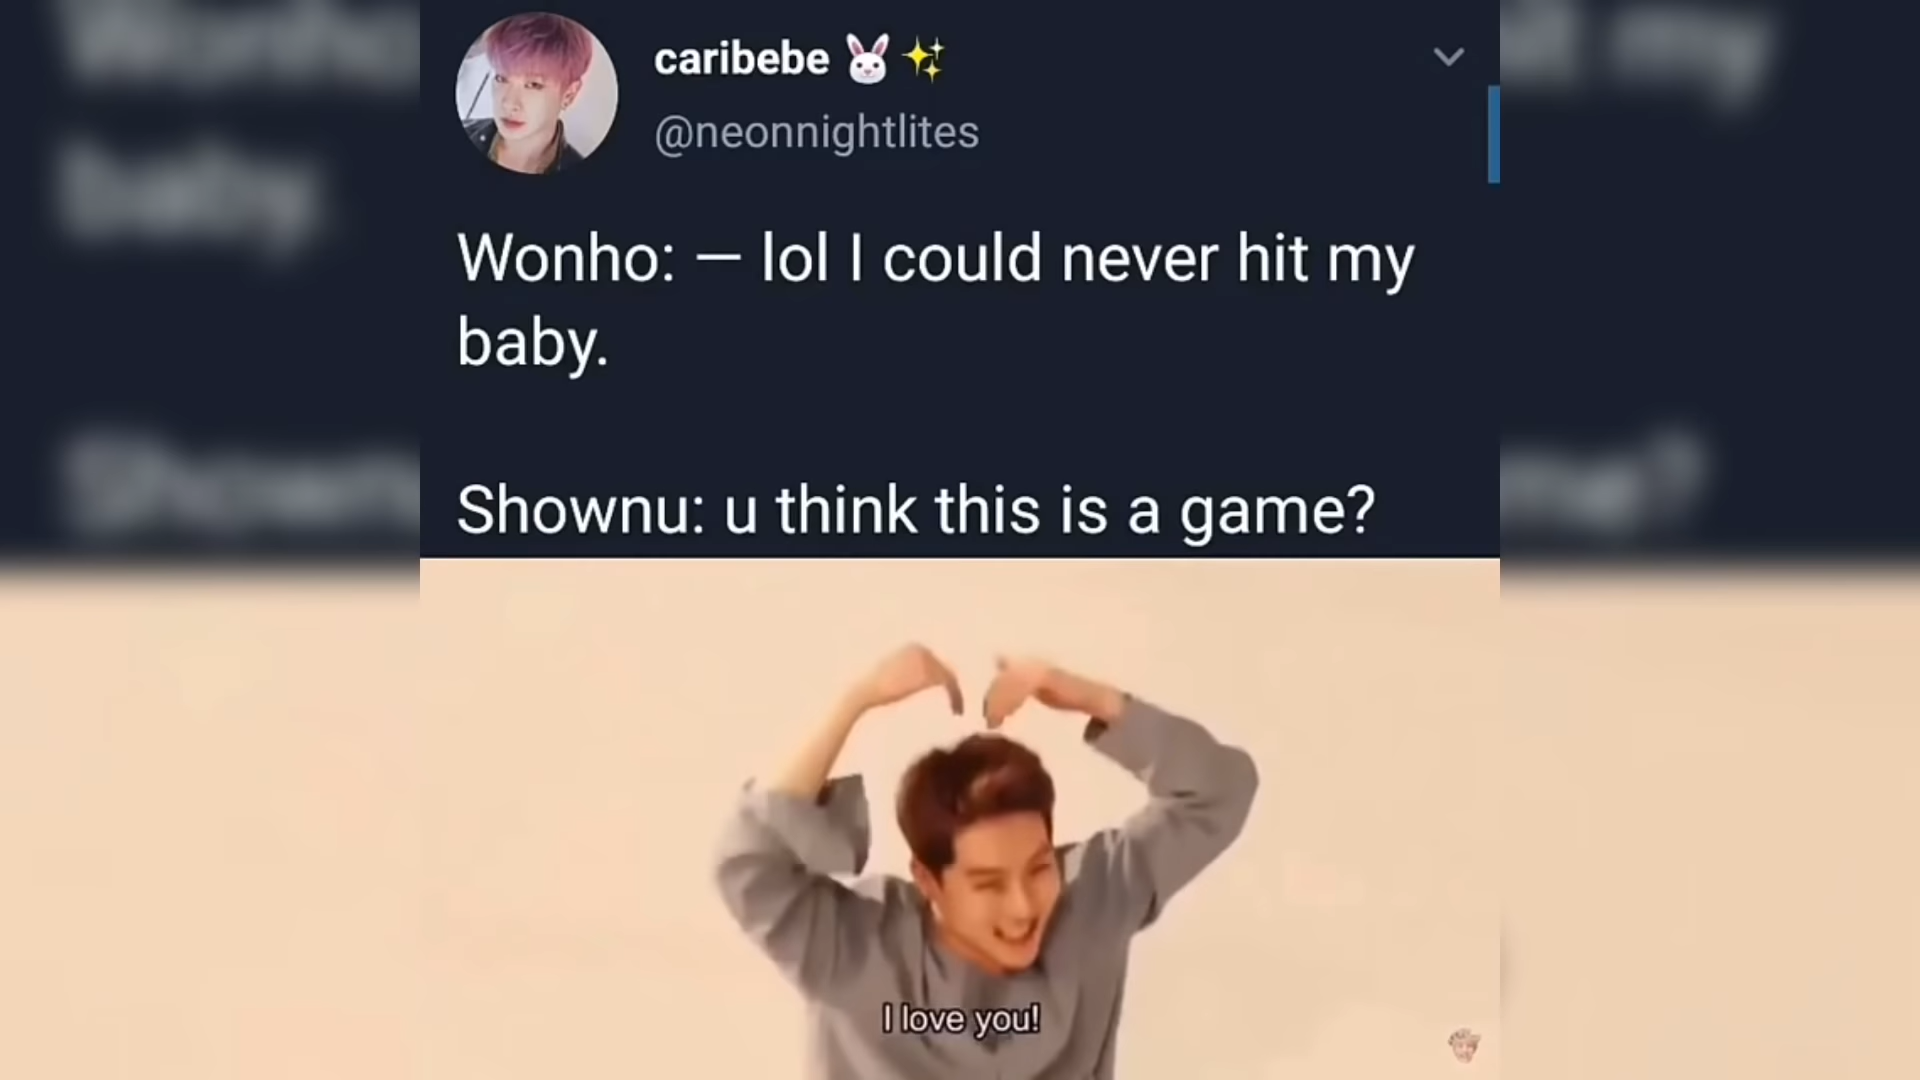 caribebe 🐰✨
@neonnightlites
Wonho: — lol I could never hit my
baby.
Shownu: u think this is a game?
I love you!